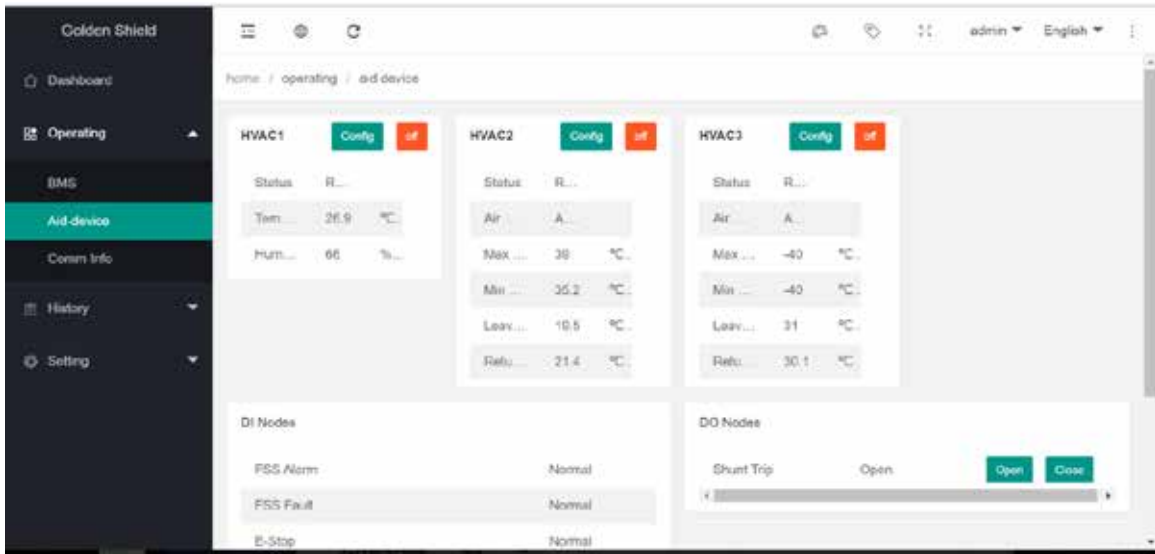 Golden Shield
admin English
Dashboard
home / operating / aid device
Operating
HVAC1 Config off
HVAC2 Config off
HVAC3 Config off
BMS
Status R...
Status R...
Status R...
Aid-device
Tem... 26.9 ℃
Air A...
Air A...
Comm Info
Hum... 66 %...
Max ... ℃...
Max ... -40 ℃...
Min ... 35.2 ℃...
Min ... -40 ℃...
History
Leav... 19.5 ℃...
Leav... 31 ℃...
Setting
Retu... 21.4 ℃...
Retu... 30.1 ℃
DI Nodes
DO Nodes
FSS Alarm Normal
Shunt Trip Open Open Close
FSS Fault Normal
E-Stop Normal